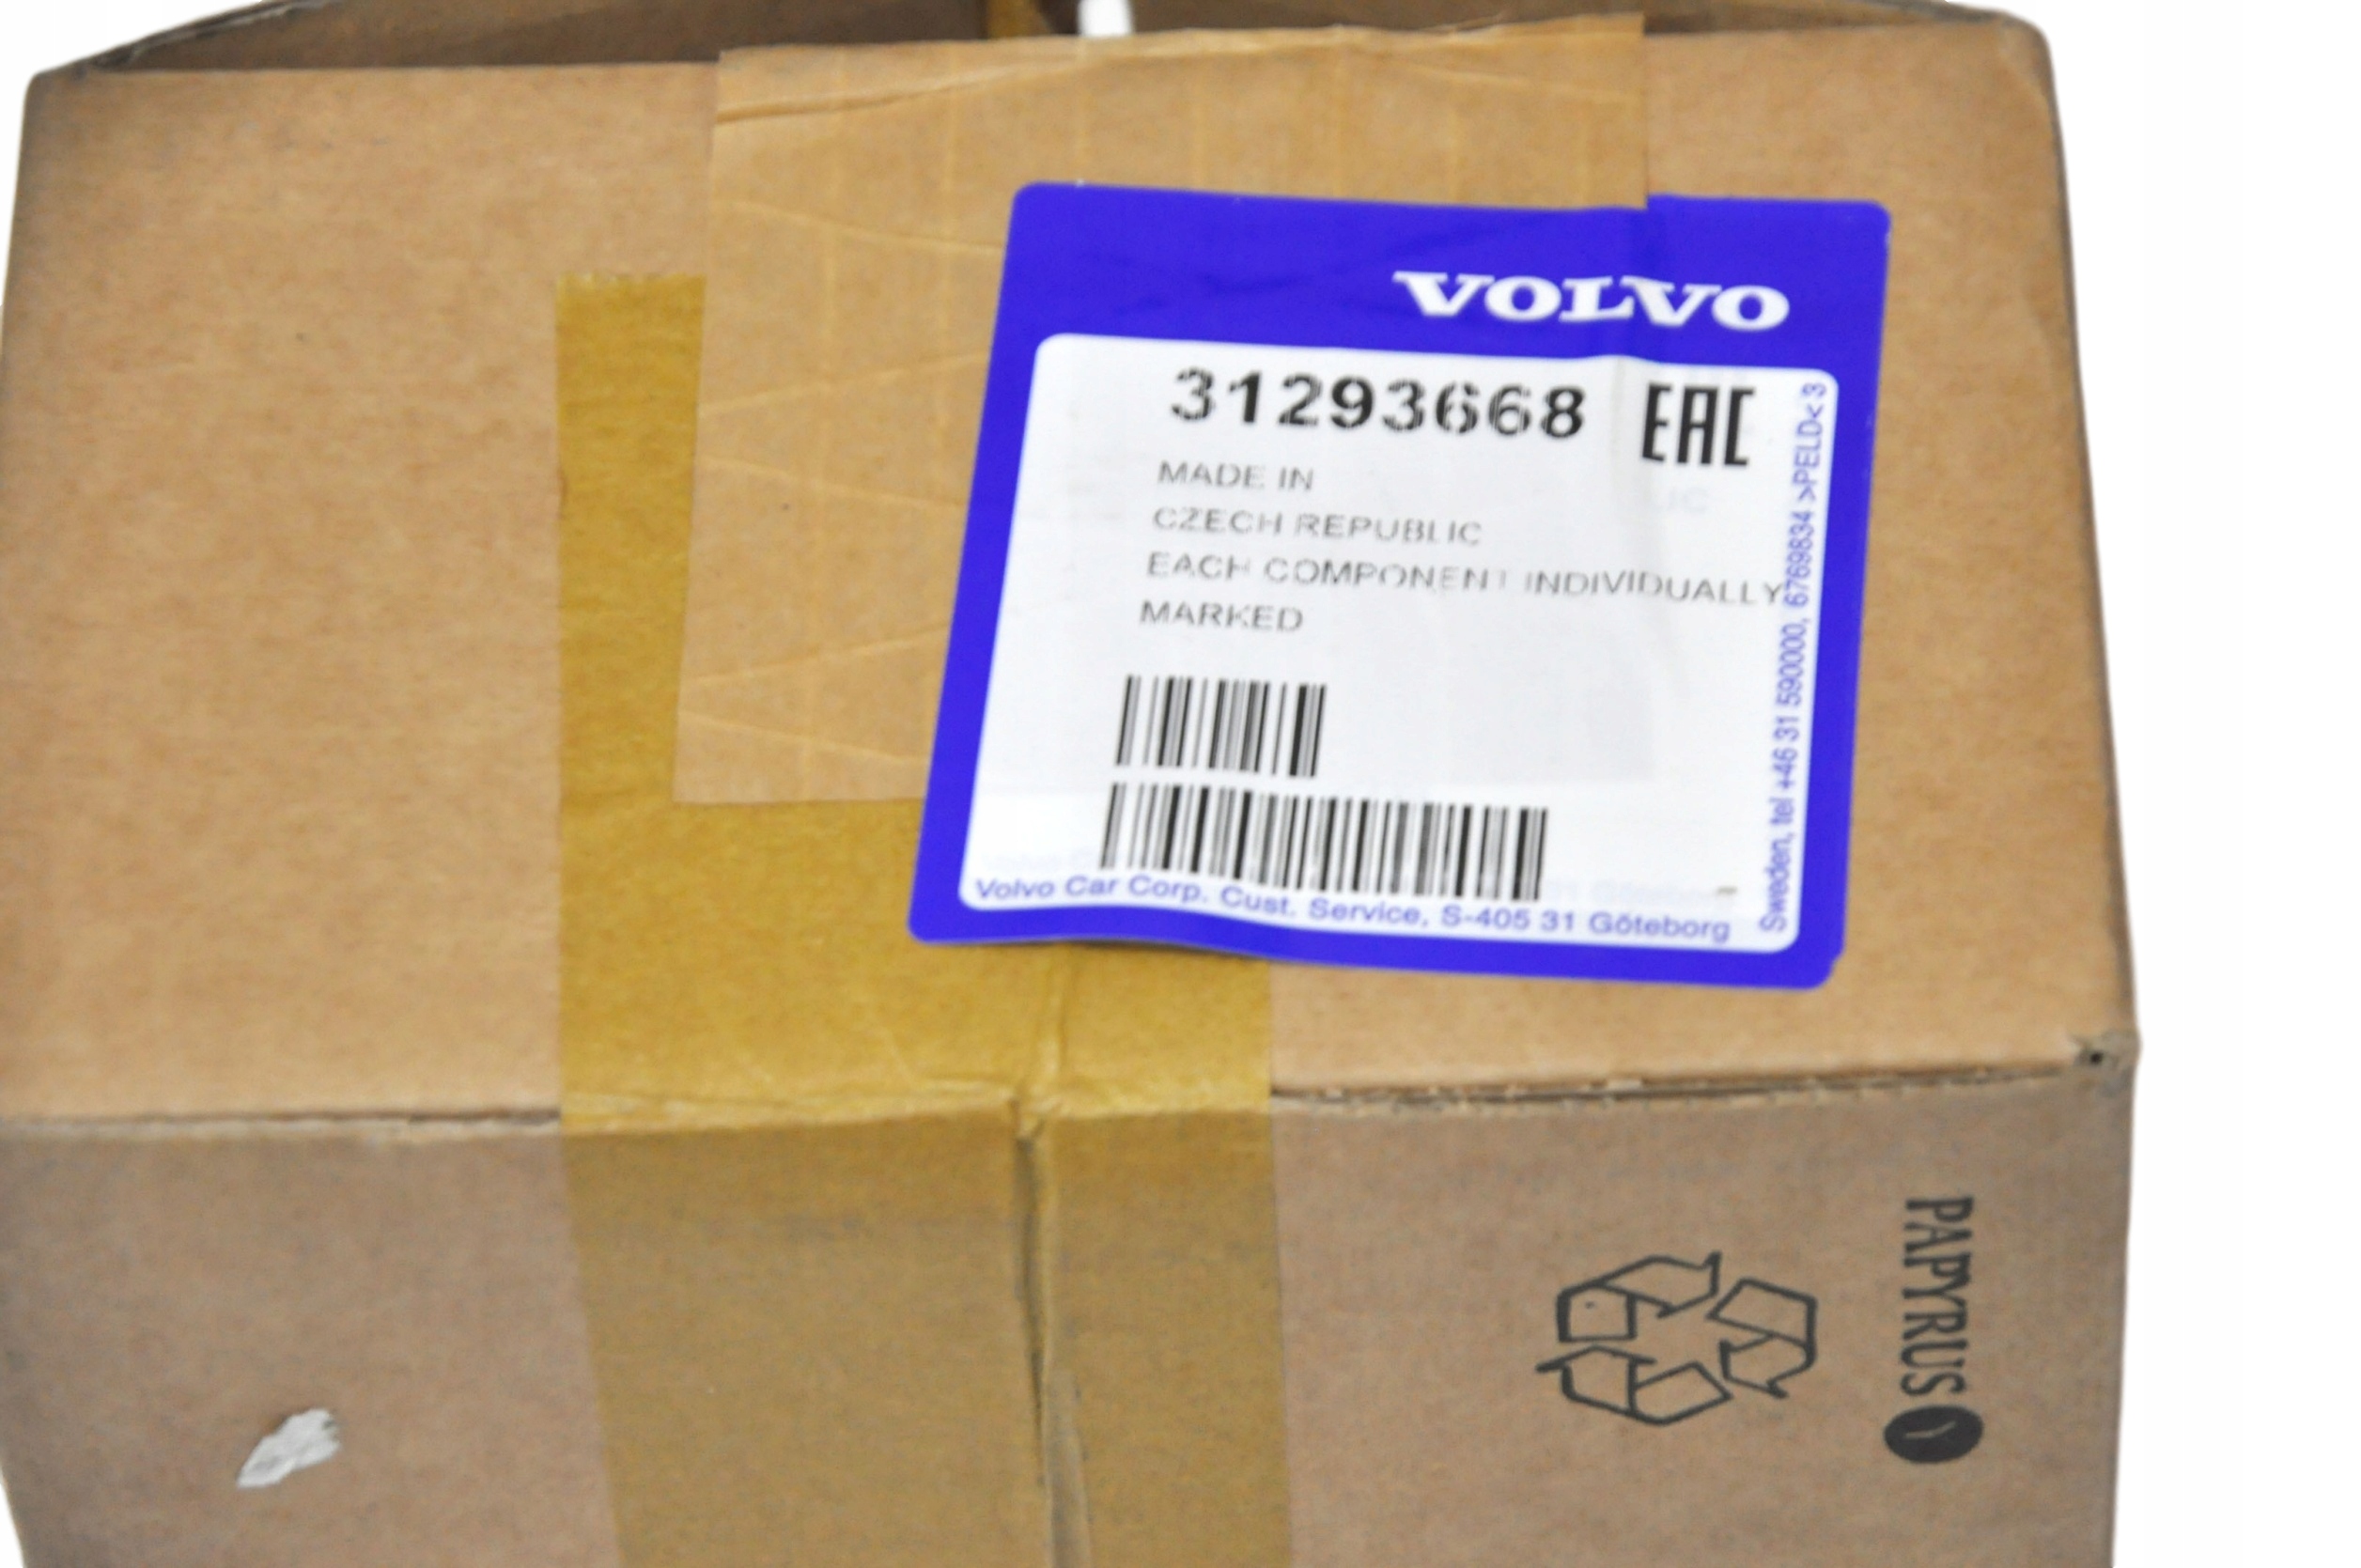 VOLVO
31293668 EAC
MADE IN
CZECH REPUBLIC
EACH COMPONENT INDIVIDUALLY
MARKED
Volvo Car Corp. Cust. Service, S-405 31 Göteborg
Sweden, tel +46 31 590000, 6769834 >PELD< 3
PAPYRUS